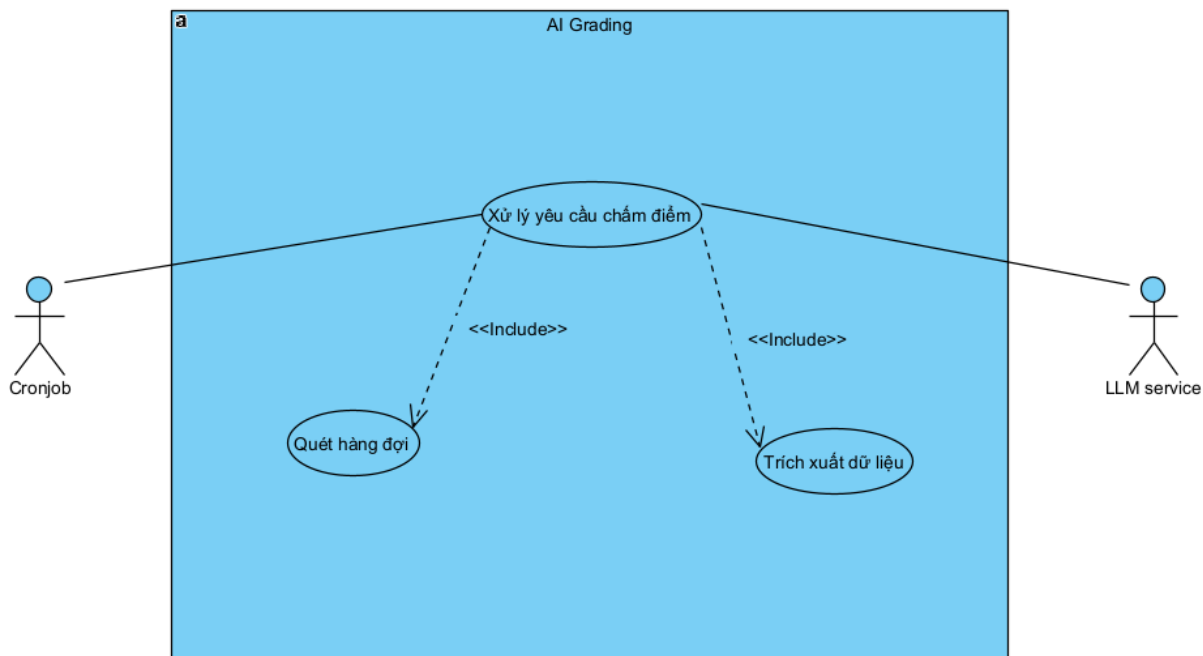 a
AI Grading
Xử lý yêu cầu chấm điểm
<<Include>>
<<Include>>
Cronjob
LLM service
Quét hàng đợi
Trích xuất dữ liệu